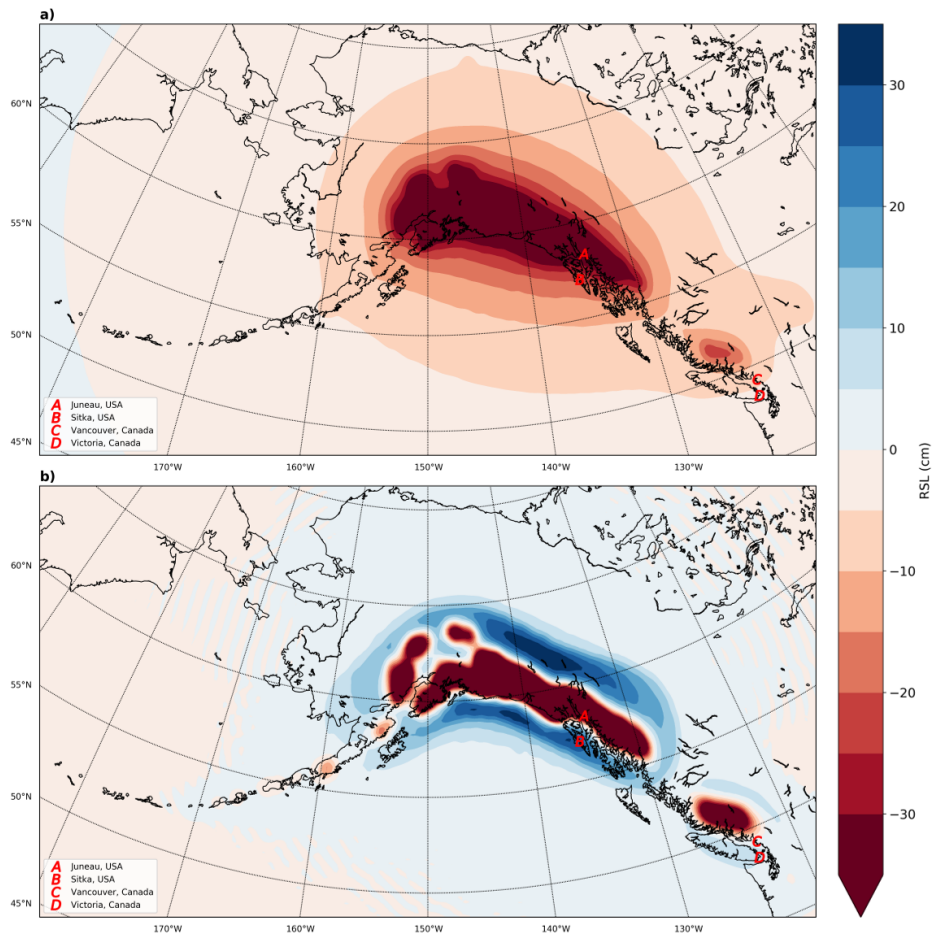 a)
60°N
55°N
50°N
45°N
A Juneau, USA
B Sitka, USA
C Vancouver, Canada
D Victoria, Canada
A
B
C
D
170°W 160°W 150°W 140°W 130°W
b)
60°N
55°N
50°N
45°N
A Juneau, USA
B Sitka, USA
C Vancouver, Canada
D Victoria, Canada
A
B
C
D
170°W 160°W 150°W 140°W 130°W
30
20
10
0
−10
−20
−30
RSL (cm)